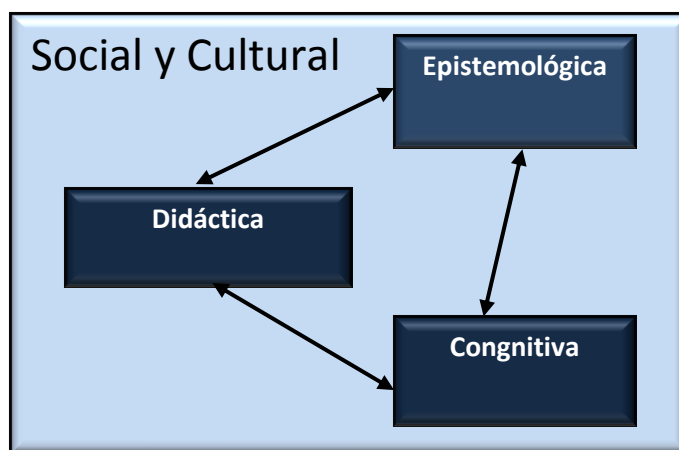 Social y Cultural
Epistemológica
Didáctica
Congnitiva